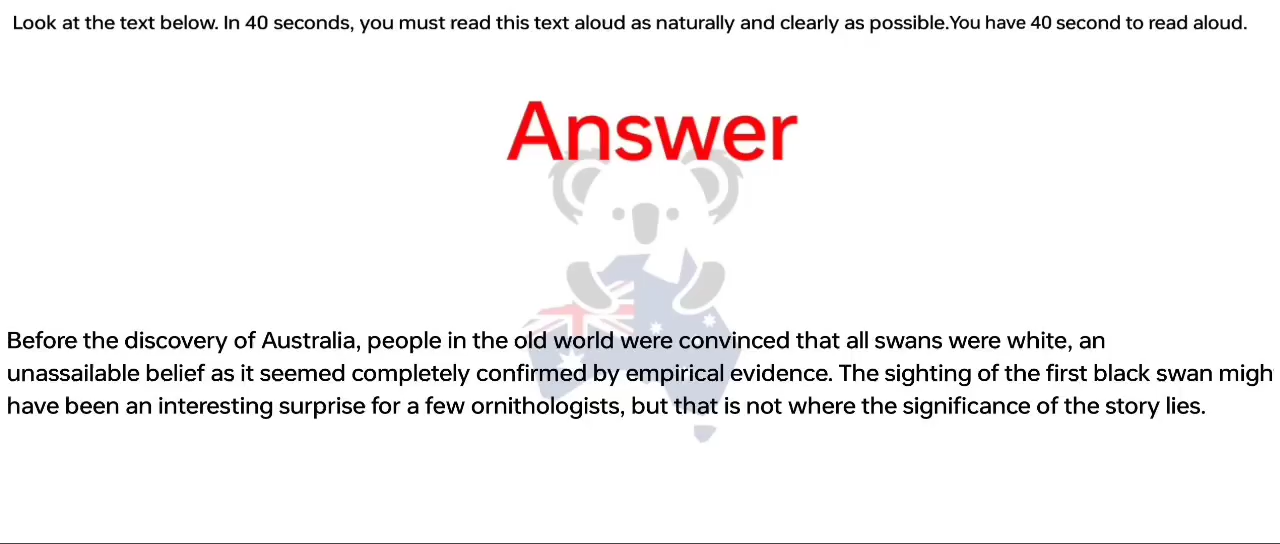 Look at the text below. In 40 seconds, you must read this text aloud as naturally and clearly as possible.You have 40 second to read aloud.
Answer
Before the discovery of Australia, people in the old world were convinced that all swans were white, an
unassailable belief as it seemed completely confirmed by empirical evidence. The sighting of the first black swan migh
have been an interesting surprise for a few ornithologists, but that is not where the significance of the story lies.